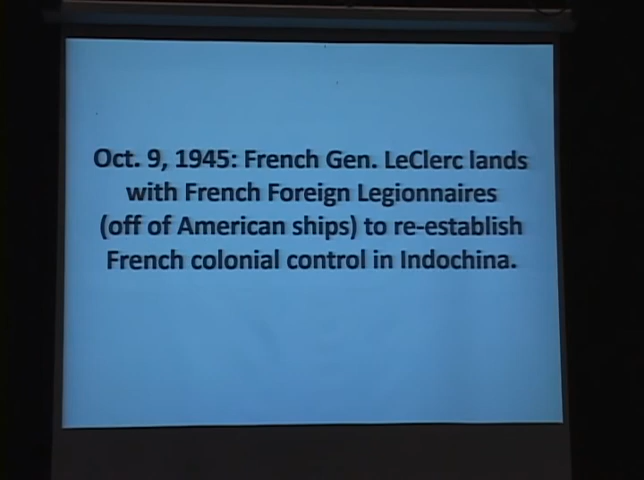 Oct. 9, 1945: French Gen. LeClerc lands
with French Foreign Legionnaires
(off of American ships) to re-establish
French colonial control in Indochina.